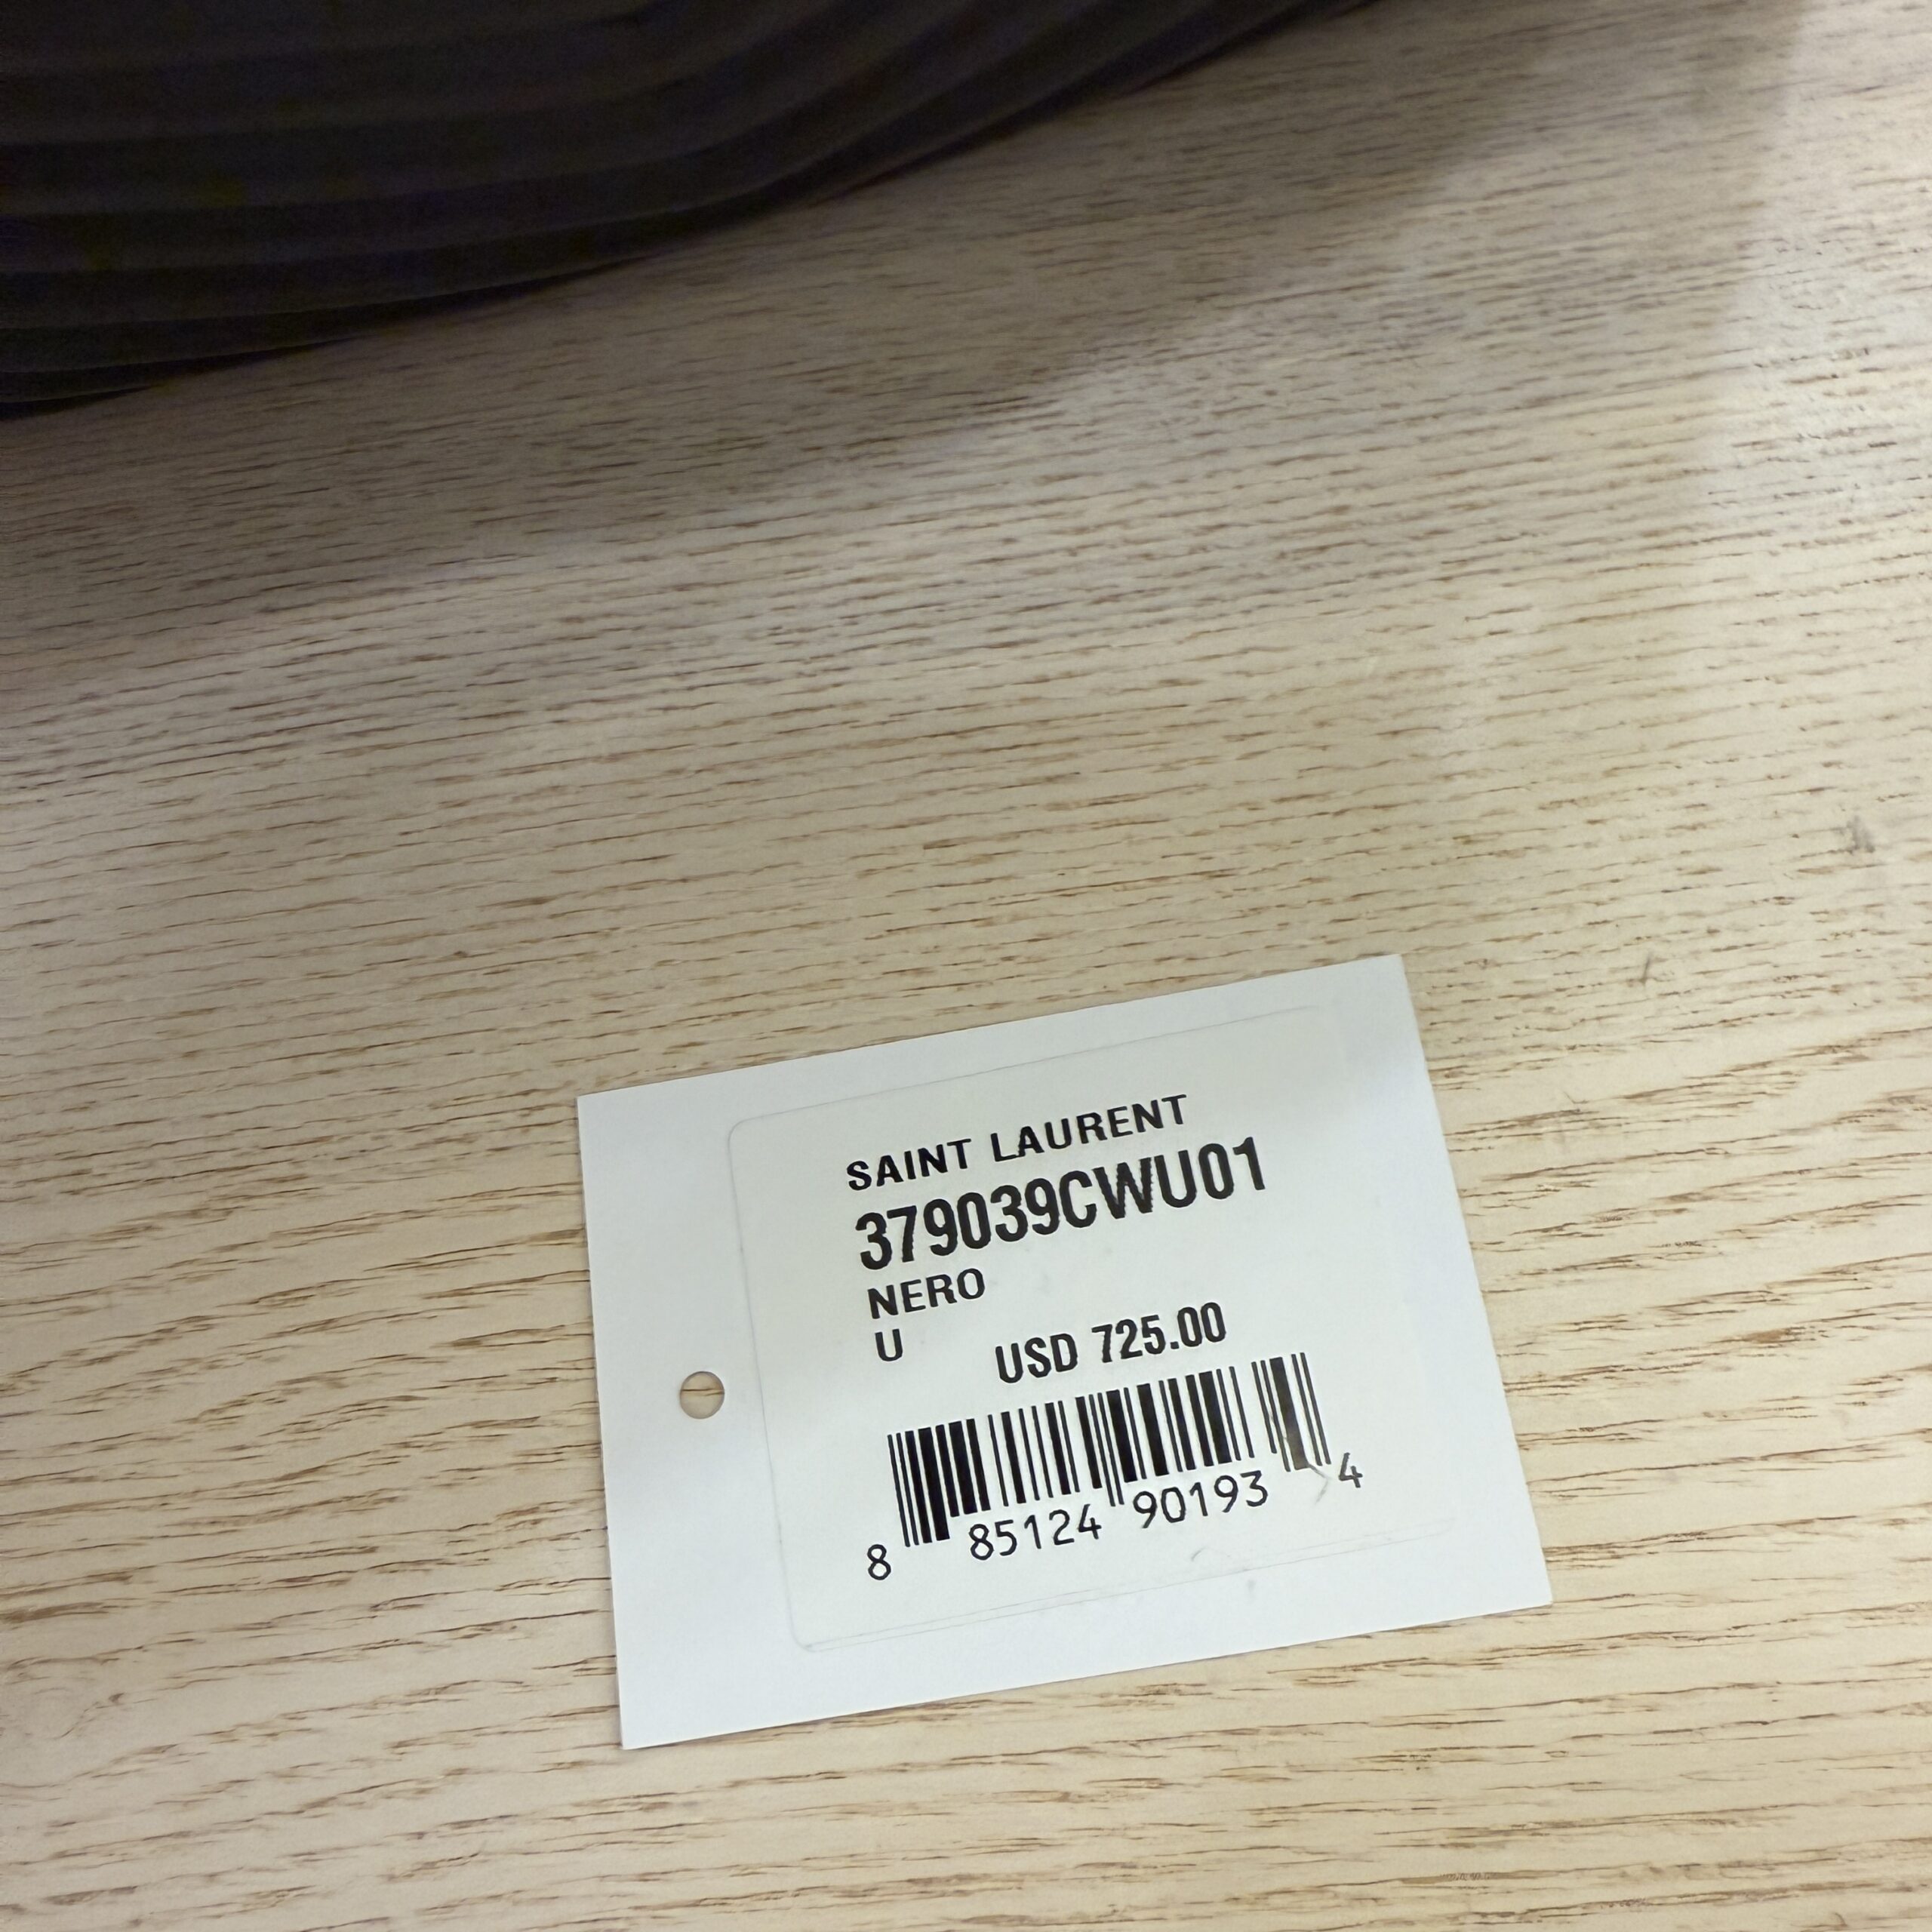 SAINT LAURENT
379039CWU01
NERO
U USD 725.00
8 85124 90193 4